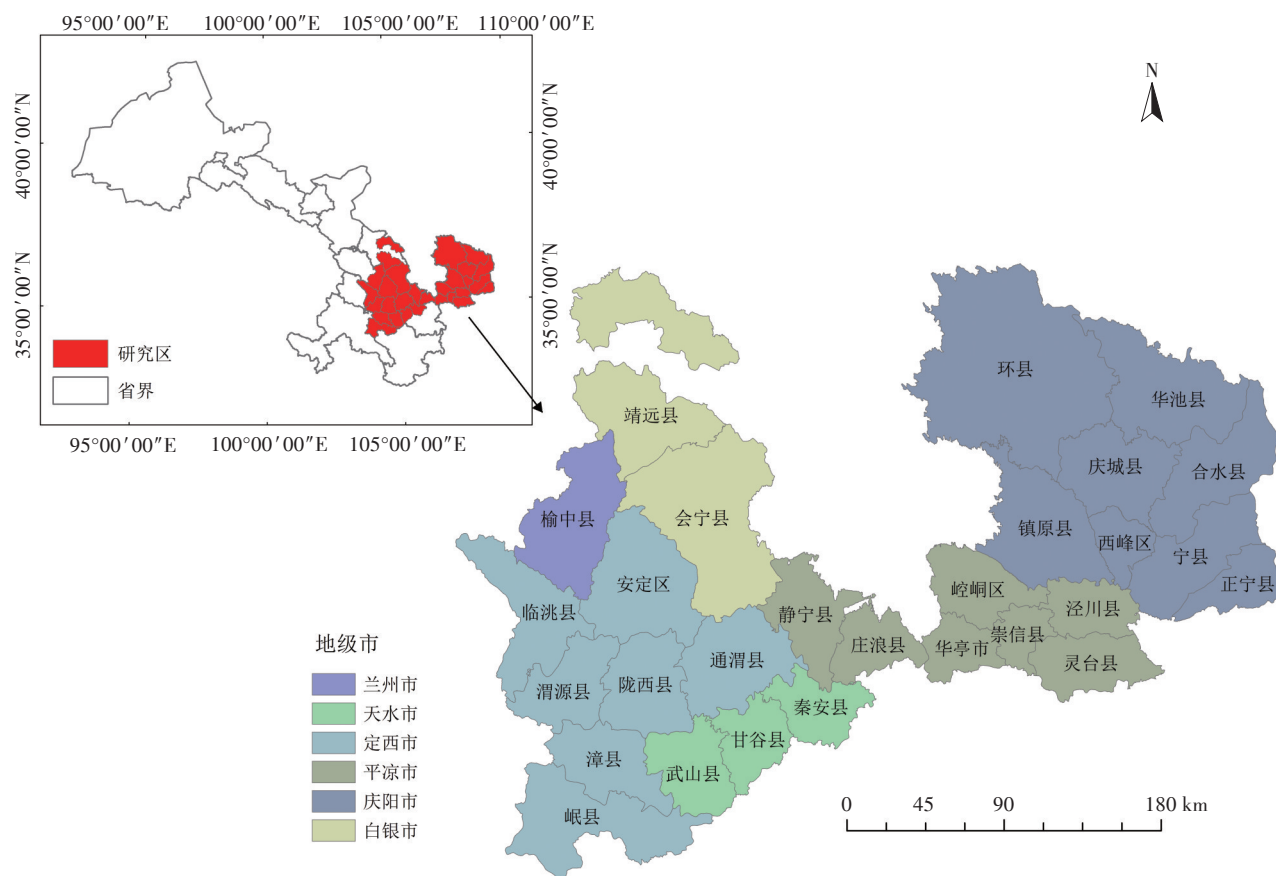 95°00′00″E 100°00′00″E 105°00′00″E 110°00′00″E
40°00′00″N
40°00′00″N
35°00′00″N
35°00′00″N
研究区
省界
95°00′00″E 100°00′00″E 105°00′00″E
N
环县
华池县
靖远县
庆城县
合水县
榆中县
会宁县
镇原县
西峰区
宁县
正宁县
安定区
崆峒区
泾川县
临洮县
静宁县
崇信县
庄浪县
华亭市
灵台县
通渭县
渭源县
陇西县
秦安县
甘谷县
漳县
武山县
岷县
地级市
兰州市
天水市
定西市
平凉市
庆阳市
白银市
0 45 90 180 km